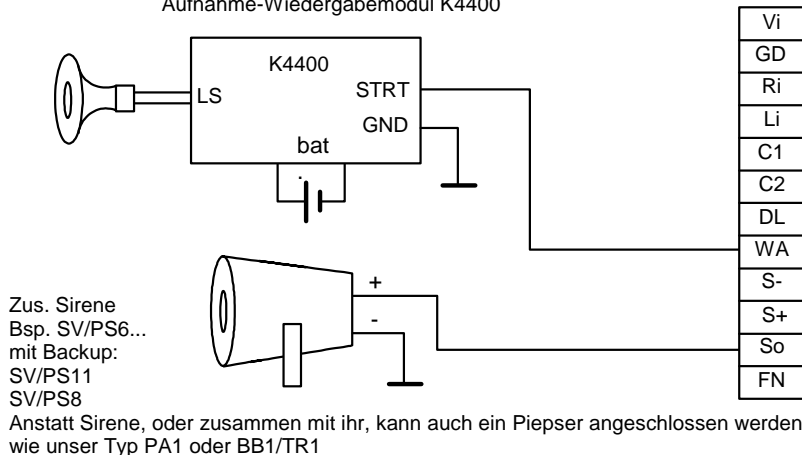 Aufnahme-Wiedergabemodul K4400
K4400
LS
STRT
GND
bat
+
-
Zus. Sirene
Bsp. SV/PS6...
mit Backup:
SV/PS11
SV/PS8
Anstatt Sirene, oder zusammen mit ihr, kann auch ein Piepser angeschlossen werden
wie unser Typ PA1 oder BB1/TR1
Vi
GD
Ri
Li
C1
C2
DL
WA
S-
S+
So
FN